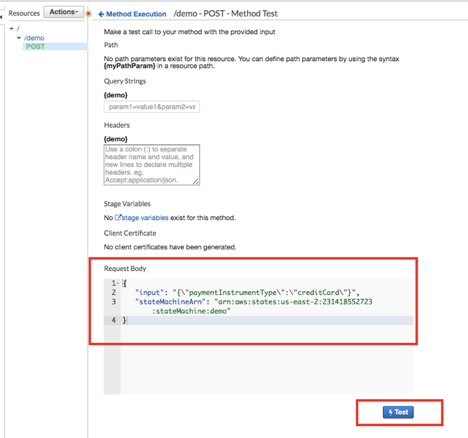 Resources Actions Method Execution /demo - POST - Method Test
/
/demo
POST
Make a test call to your method with the provided input
Path
No path parameters exist for this resource. You can define path parameters by using the syntax
{myPathParam} in a resource path.
Query Strings
{demo}
param1=value1&param2=va
Headers
{demo}
Use a colon (:) to separate
header name and value, and
new lines to declare multiple
headers. eg.
Accept:application/json.
Stage Variables
No stage variables exist for this method.
Client Certificate
No client certificates have been generated.
Request Body
1 {
2 "input": "{\"paymentInstrumentType\":\"creditCard\"}",
3 "stateMachineArn": "arn:aws:states:us-east-2:231418552723
:stateMachine:demo"
4 }
Test